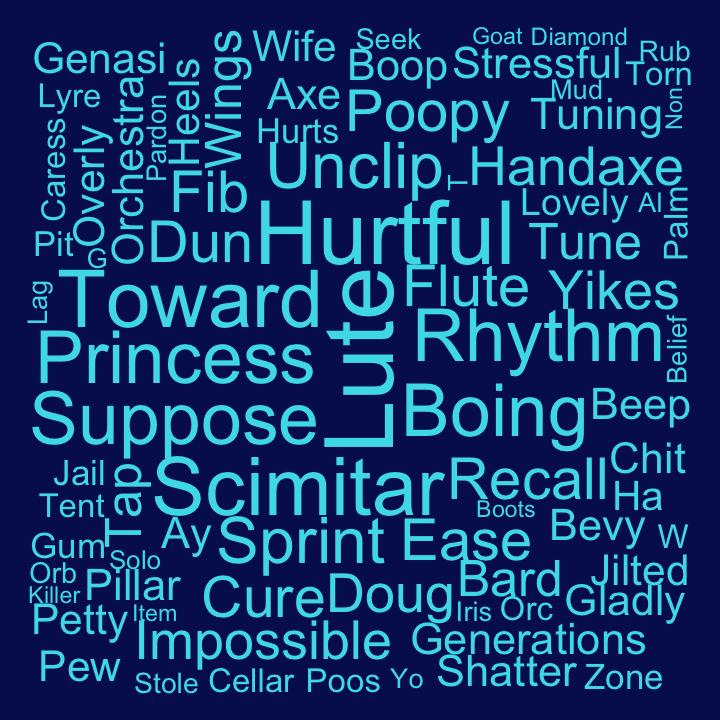 Genasi
Wings
Wife
Seek
Goat
Diamond
Rub
Lyre
Orchestra
Pardon
Heels
Axe
Boop
Stressful
Torn
Mud
Non
Caress
Overly
Hurts
Poopy
Tuning
Fl
Fib
Unclip
T
Handaxe
Lovely
Al
Palm
Pit
G
Dun
Hurtful
Tune
Lag
Toward
Lute
Flute
Yikes
Princess
Rhythm
Belief
Suppose
Boing
Beep
Jail
Tap
Scimitar
Recall
Chit
Tent
Boots
Ha
Gum
Ay
Sprint
Ease
Bevy
W
Solo
Orb
Killer
Pillar
Cure
Doug
Bard
Jilted
Petty
Item
Iris
Orc
Gladly
Impossible
Generations
Pew
Stole
Cellar
Poos
Yo
Shatter
Zone